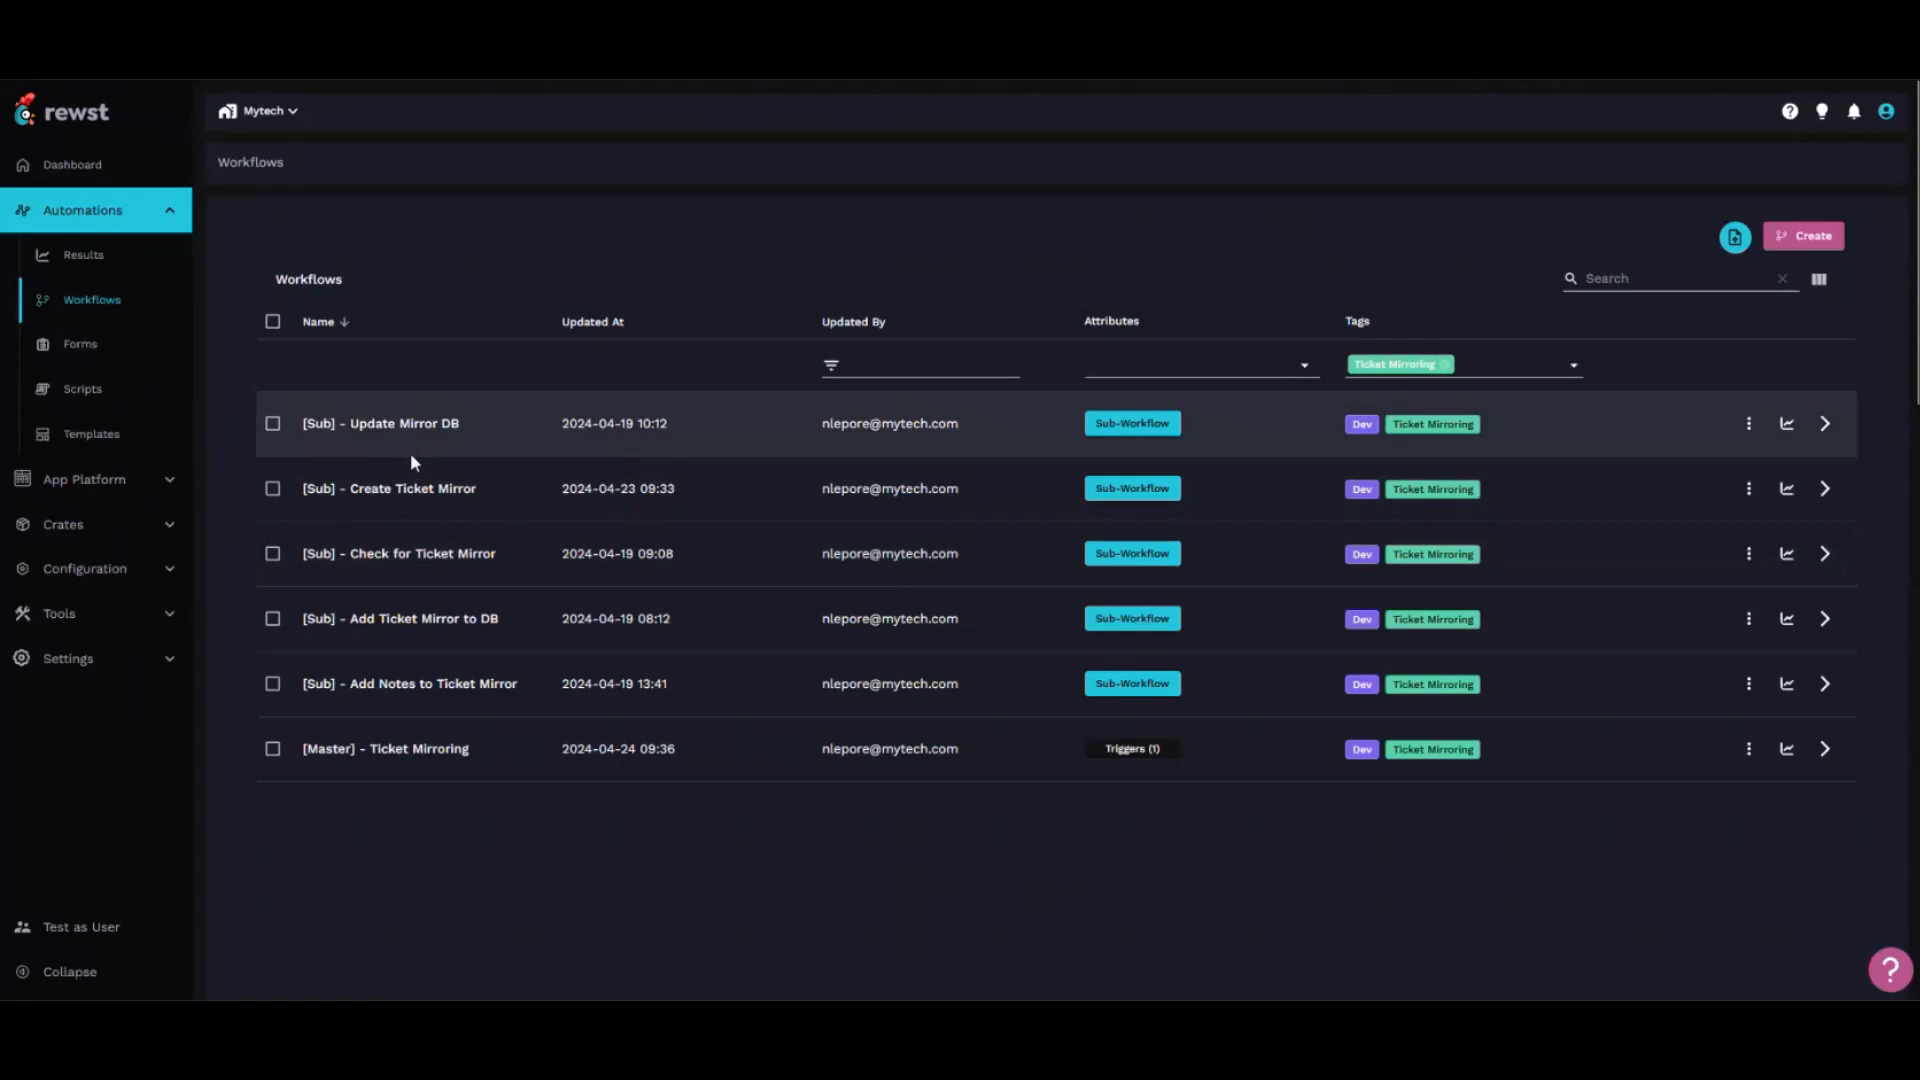 rewst
Mytech
Dashboard
Workflows
Automations
Results
Create
Workflows
Search
Workflows
Name
Updated At
Updated By
Attributes
Tags
Forms
Ticket Mirroring
Scripts
[Sub] - Update Mirror DB
2024-04-19 10:12
nlepore@mytech.com
Sub-Workflow
Dev
Ticket Mirroring
Templates
App Platform
[Sub] - Create Ticket Mirror
2024-04-23 09:33
nlepore@mytech.com
Sub-Workflow
Dev
Ticket Mirroring
Crates
[Sub] - Check for Ticket Mirror
2024-04-19 09:08
nlepore@mytech.com
Sub-Workflow
Dev
Ticket Mirroring
Configuration
Tools
[Sub] - Add Ticket Mirror to DB
2024-04-19 08:12
nlepore@mytech.com
Sub-Workflow
Dev
Ticket Mirroring
Settings
[Sub] - Add Notes to Ticket Mirror
2024-04-19 13:41
nlepore@mytech.com
Sub-Workflow
Dev
Ticket Mirroring
[Master] - Ticket Mirroring
2024-04-24 09:36
nlepore@mytech.com
Triggers (1)
Dev
Ticket Mirroring
Test as User
Collapse
?